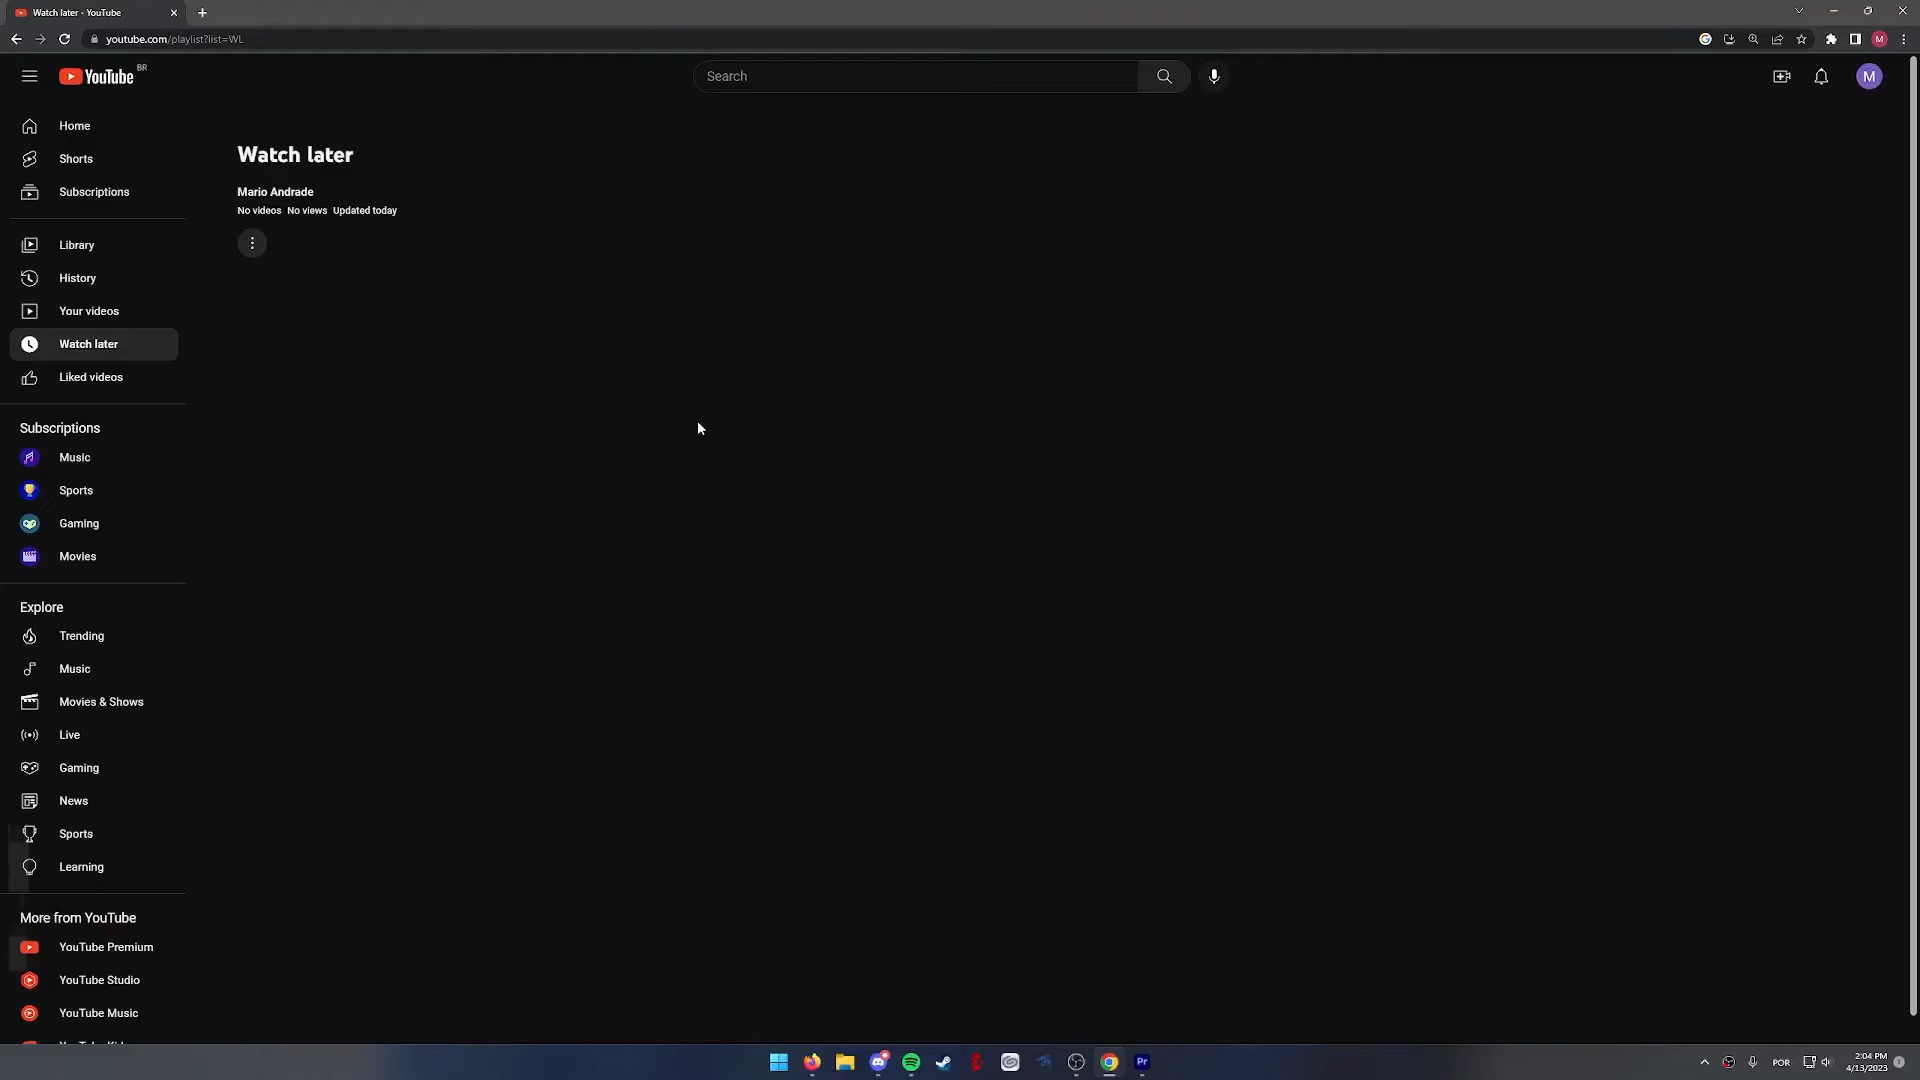 Watch later - YouTube
youtube.com/playlist?list=WL
M
YouTube BR
Search
M
Home
Shorts
Subscriptions
Library
History
Your videos
Watch later
Liked videos
Subscriptions
Music
Sports
Gaming
Movies
Explore
Trending
Music
Movies & Shows
Live
Gaming
News
Sports
Learning
More from YouTube
YouTube Premium
YouTube Studio
YouTube Music
Watch later
Mario Andrade
No videos No views Updated today
Pr
POR
2:04 PM
4/13/2023
1